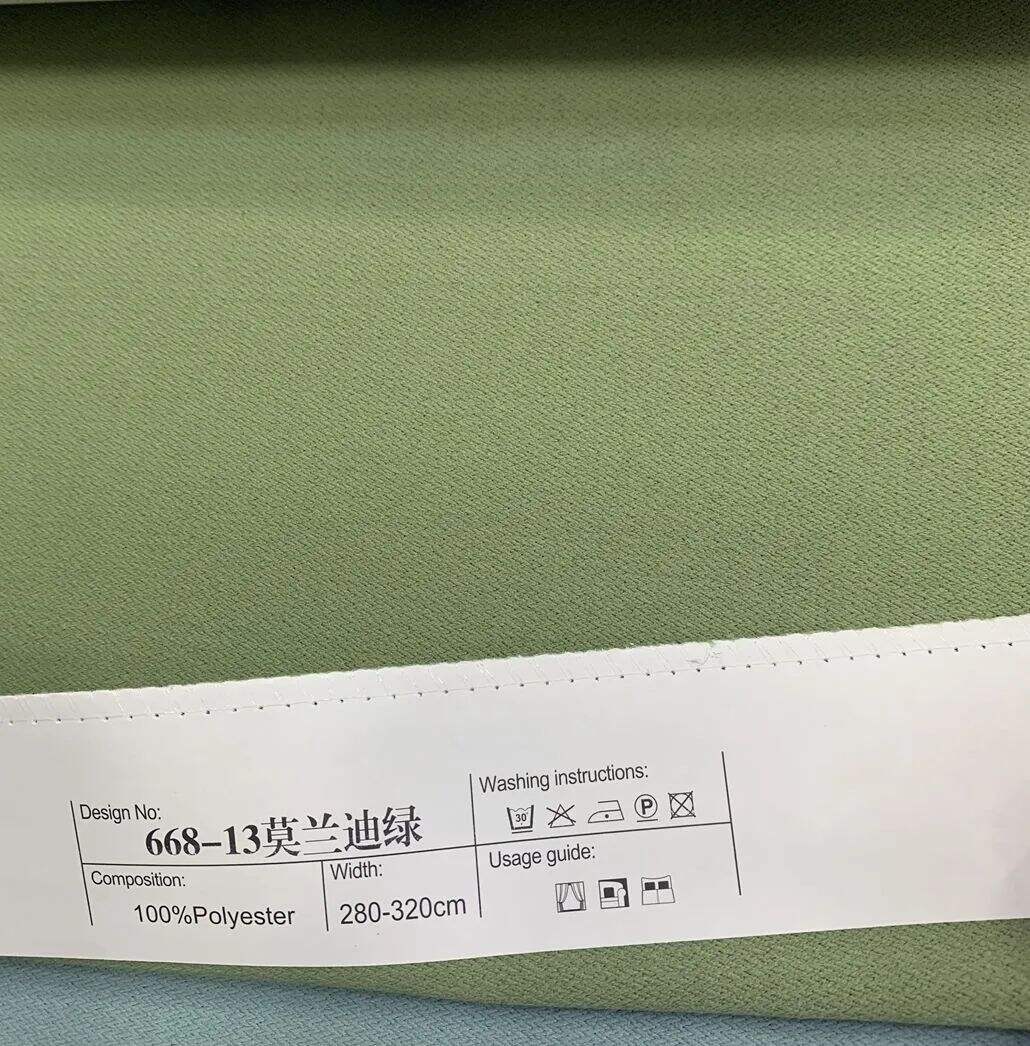 Design No:
668-13莫兰迪绿
Composition:
100%Polyester
Width:
280-320cm
Washing instructions:
30°
P
Usage guide: